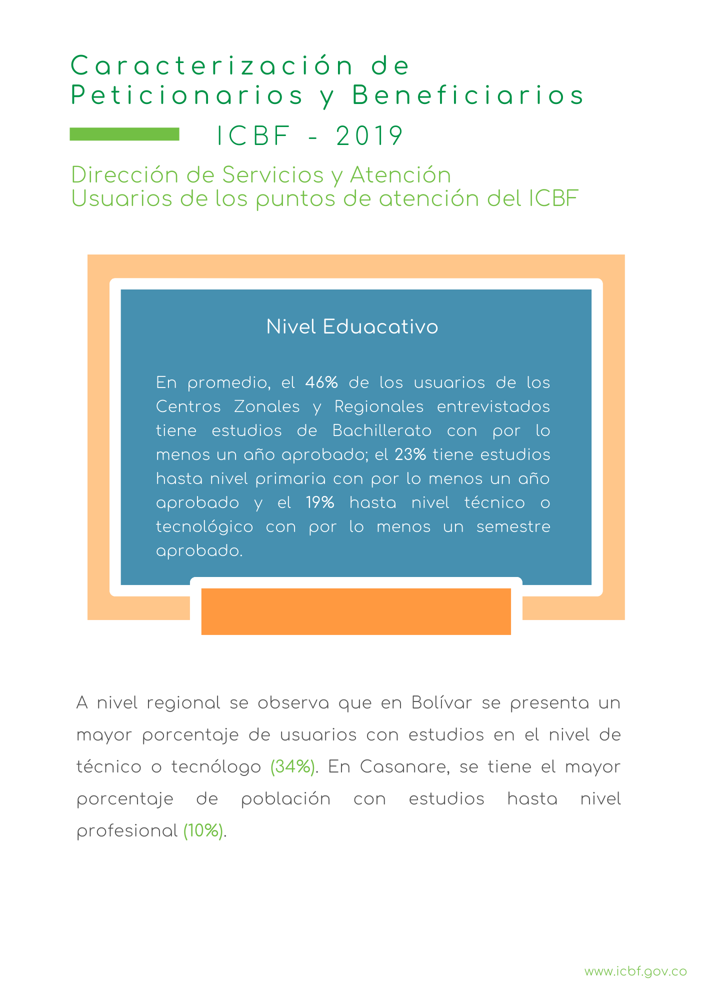 Caracterización de
Peticionarios y Beneficiarios
ICBF - 2019
Dirección de Servicios y Atención
Usuarios de los puntos de atención del ICBF
Nivel Eduacativo
En promedio, el 46% de los usuarios de los
Centros Zonales y Regionales entrevistados
tiene estudios de Bachillerato con por lo
menos un año aprobado; el 23% tiene estudios
hasta nivel primaria con por lo menos un año
aprobado y el 19% hasta nivel técnico o
tecnológico con por lo menos un semestre
aprobado.
A nivel regional se observa que en Bolívar se presenta un
mayor porcentaje de usuarios con estudios en el nivel de
técnico o tecnólogo (34%). En Casanare, se tiene el mayor
porcentaje de población con estudios hasta nivel
profesional (10%).
www.icbf.gov.co